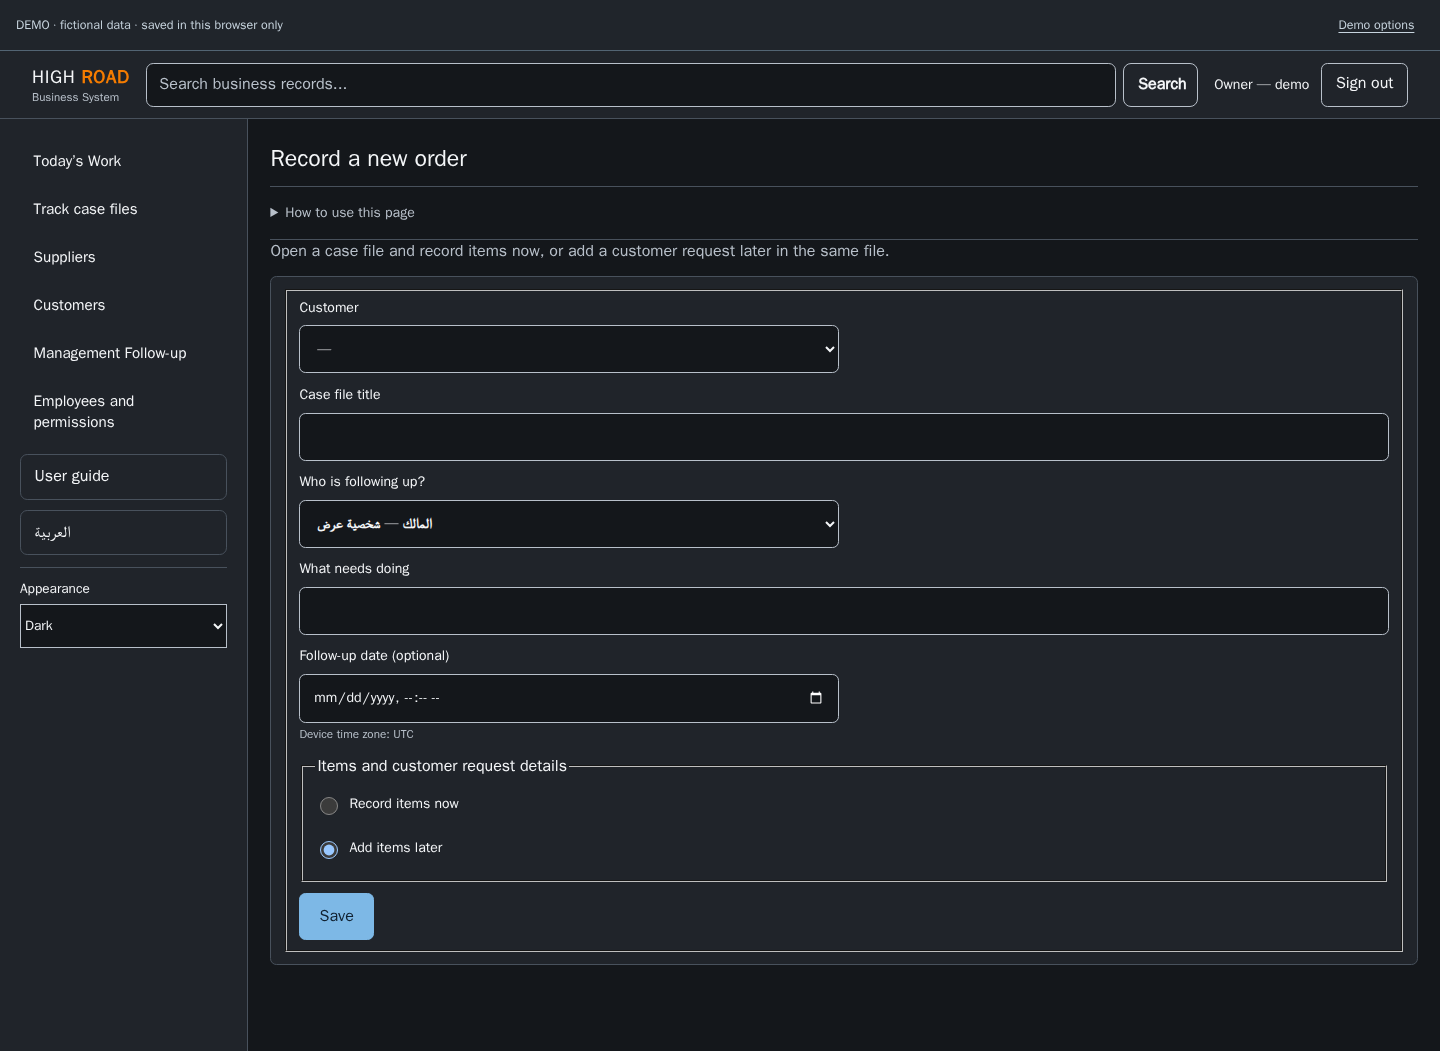 DEMO · fictional data · saved in this browser only
Demo options
HIGH ROAD
Business System
Search business records...
Search
Owner — demo
Sign out
Today's Work
Track case files
Suppliers
Customers
Management Follow-up
Employees and
permissions
User guide
العربية
Appearance
Dark
Record a new order
How to use this page
Open a case file and record items now, or add a customer request later in the same file.
Customer
—
Case file title
Who is following up?
المالك — شخصية عرض
What needs doing
Follow-up date (optional)
mm/dd/yyyy, --:-- --
Device time zone: UTC
Items and customer request details
Record items now
Add items later
Save